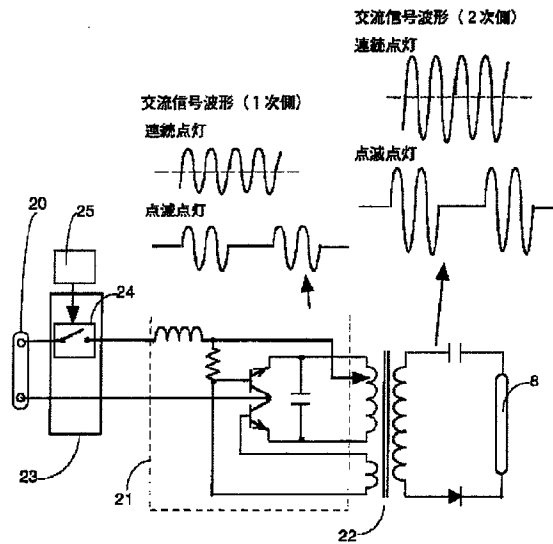 交流信号波形（２次側）
連続点灯
交流信号波形（１次側）
連続点灯
点滅点灯
点滅点灯
20
25
24
8
23
21
22